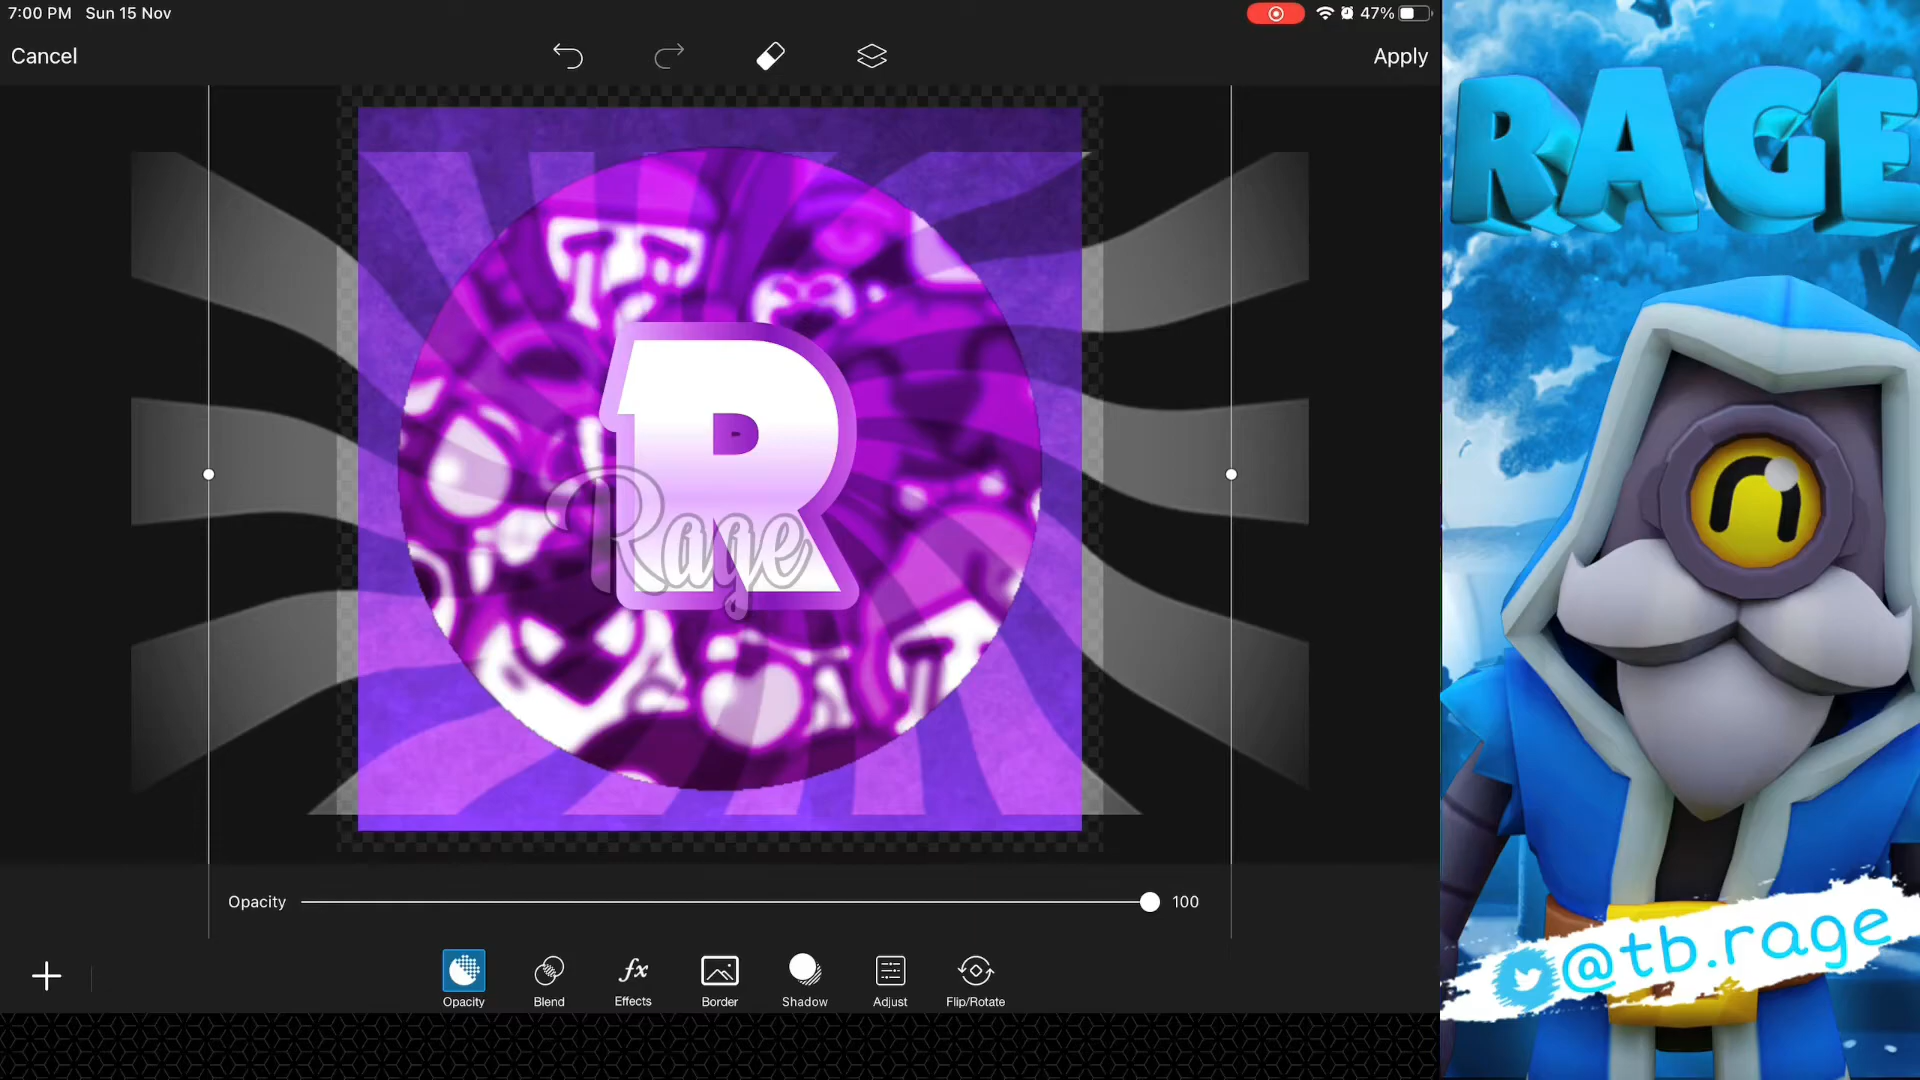 7:00 PM Sun 15 Nov
47%
Cancel
Apply
RAGE
R
Rage
Opacity
100
@tb.rage
Opacity
Blend
fx
Effects
Border
Shadow
Adjust
Flip/Rotate